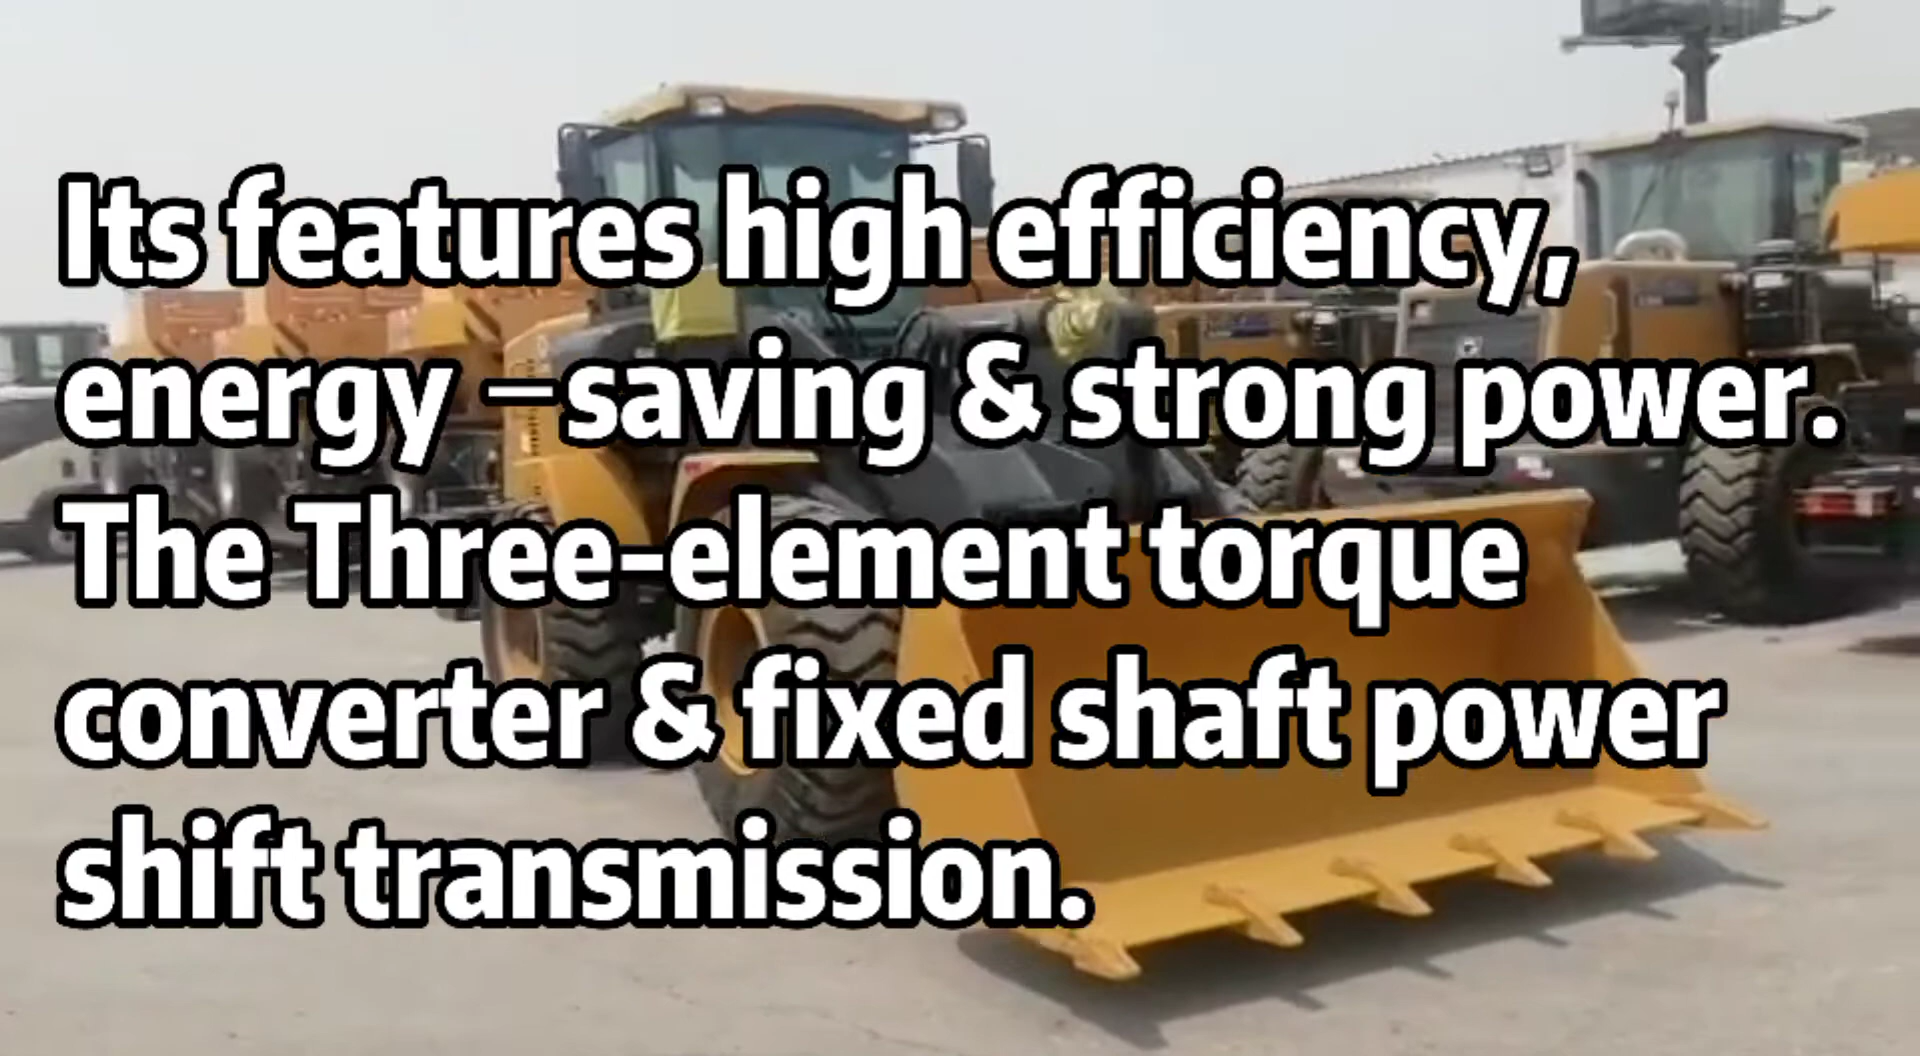 Its features high efficiency,
energy –saving & strong power.
The Three-element torque
converter & fixed shaft power
shift transmission.